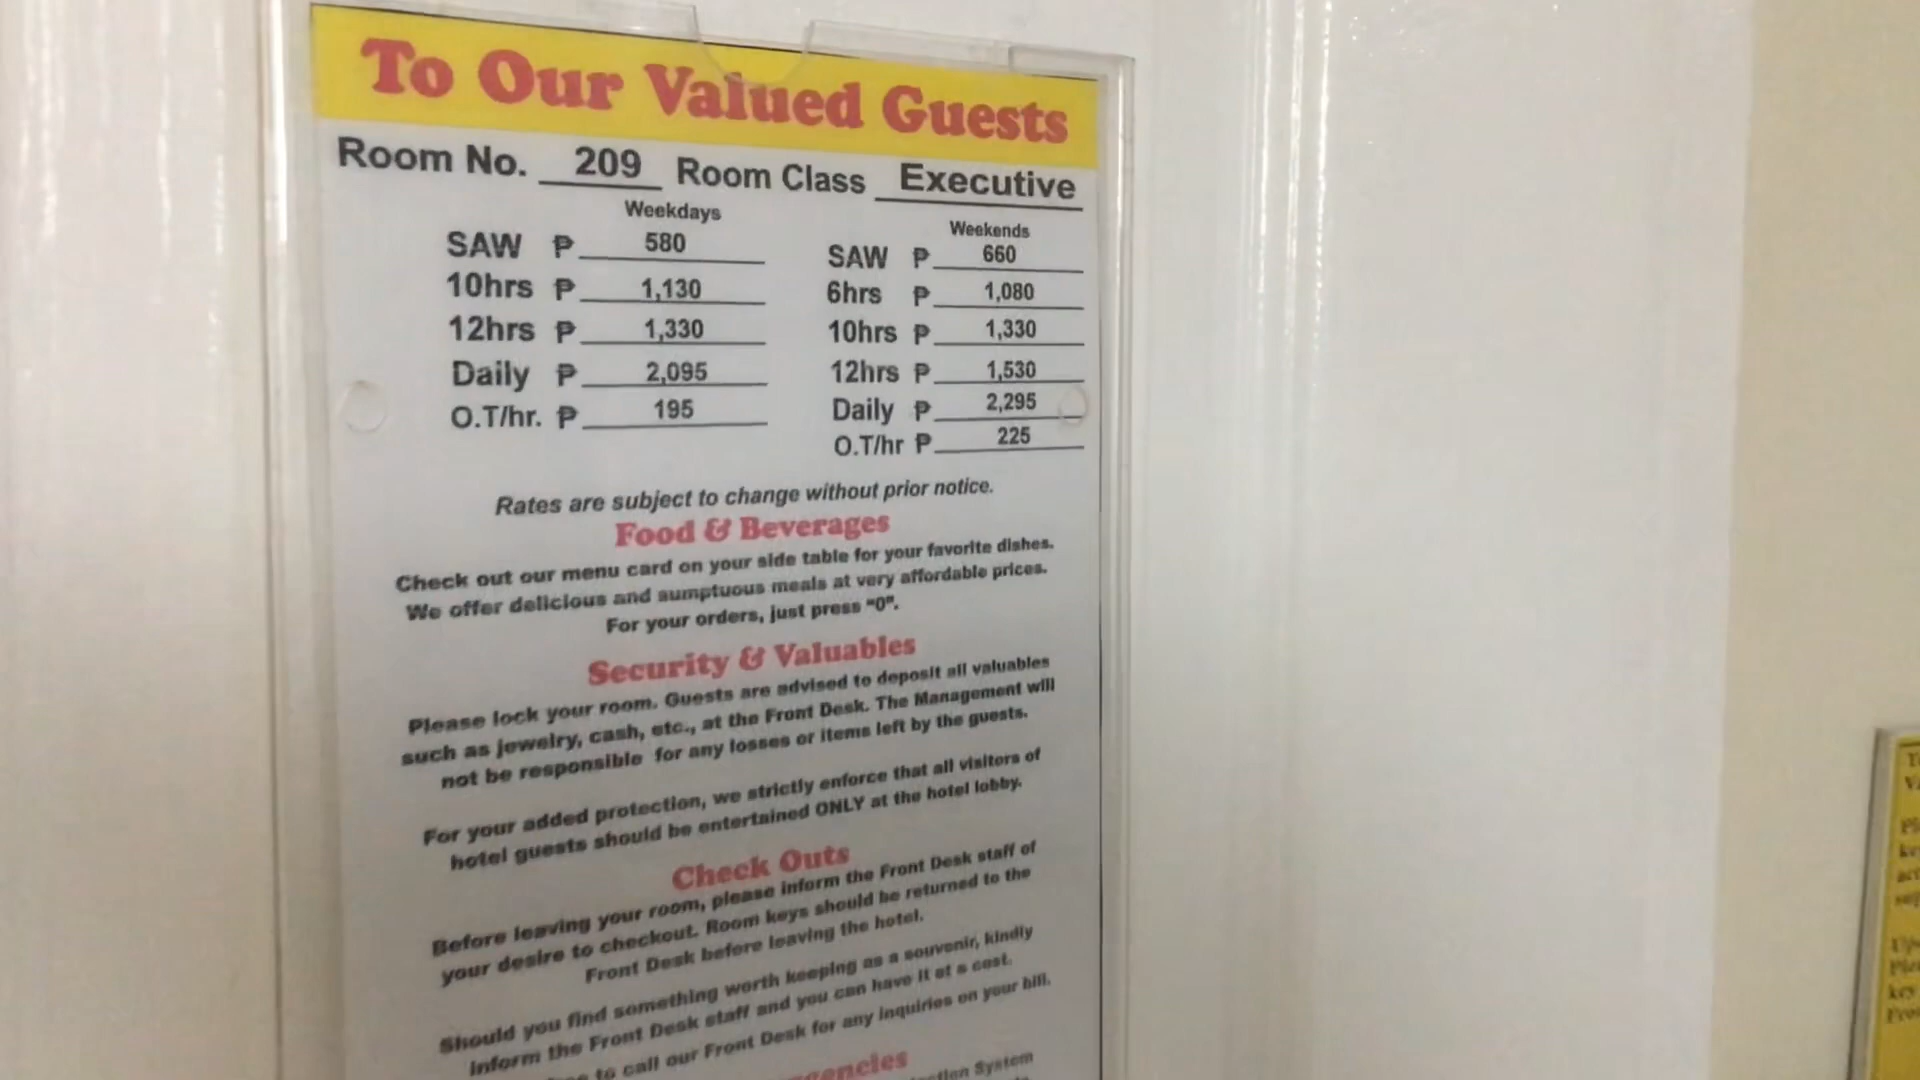 To Our Valued Guests
Room No. 209 Room Class Executive
Weekdays
SAW ₱ 580
10hrs ₱ 1,130
12hrs ₱ 1,330
Daily ₱ 2,095
O.T/hr. ₱ 195
Weekends
SAW ₱ 660
6hrs ₱ 1,080
10hrs ₱ 1,330
12hrs ₱ 1,530
Daily ₱ 2,295
O.T/hr ₱ 225
Rates are subject to change without prior notice.
Food & Beverages
Check out our menu card on your side table for your favorite dishes.
We offer delicious and sumptuous meals at very affordable prices.
For your orders, just press "0".
Security & Valuables
Please lock your room. Guests are advised to deposit all valuables
such as jewelry, cash, etc., at the Front Desk. The Management will
not be responsible for any losses or items left by the guests.
For your added protection, we strictly enforce that all visitors of
hotel guests should be entertained ONLY at the hotel lobby.
Check Outs
Before leaving your room, please inform the Front Desk staff of
your desire to checkout. Room keys should be returned to the
Front Desk before leaving the hotel.
Should you find something worth keeping as a souvenir, kindly
inform the Front Desk staff and you can have it at a cost.
to call our Front Desk for any inquiries on your bill.
System